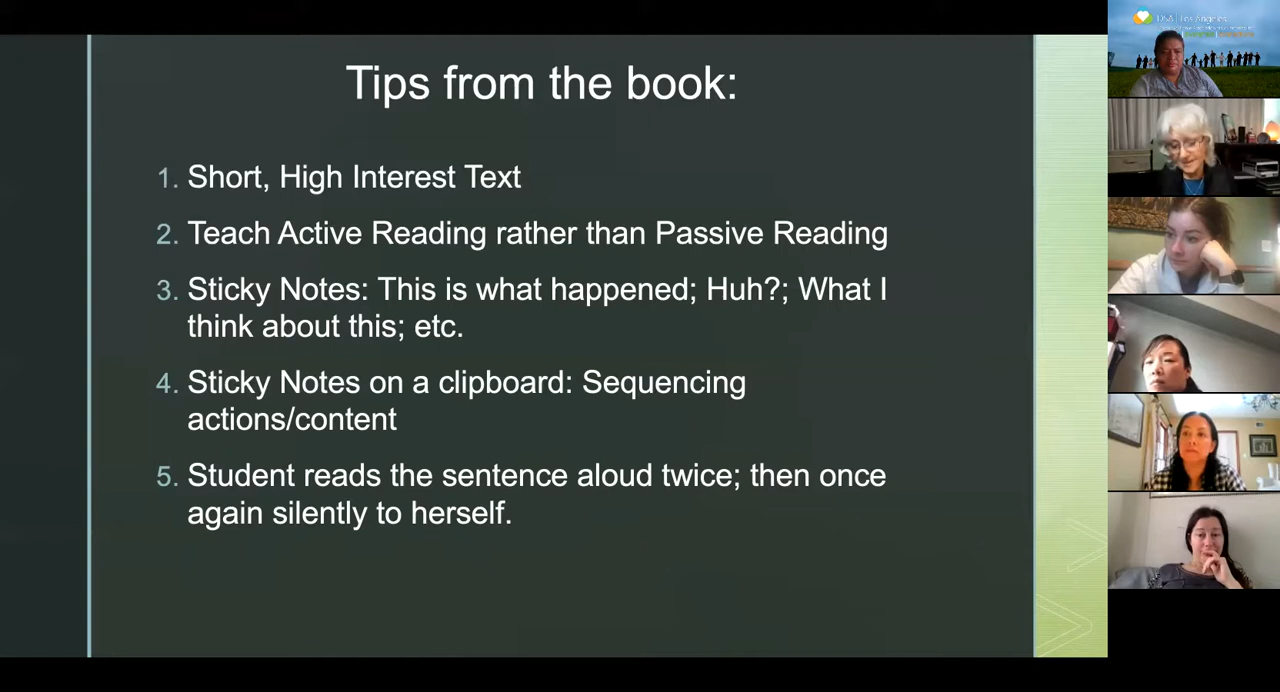 Tips from the book:
1. Short, High Interest Text
2. Teach Active Reading rather than Passive Reading
3. Sticky Notes: This is what happened; Huh?; What I
think about this; etc.
4. Sticky Notes on a clipboard: Sequencing
actions/content
5. Student reads the sentence aloud twice; then once
again silently to herself.
Los Angeles